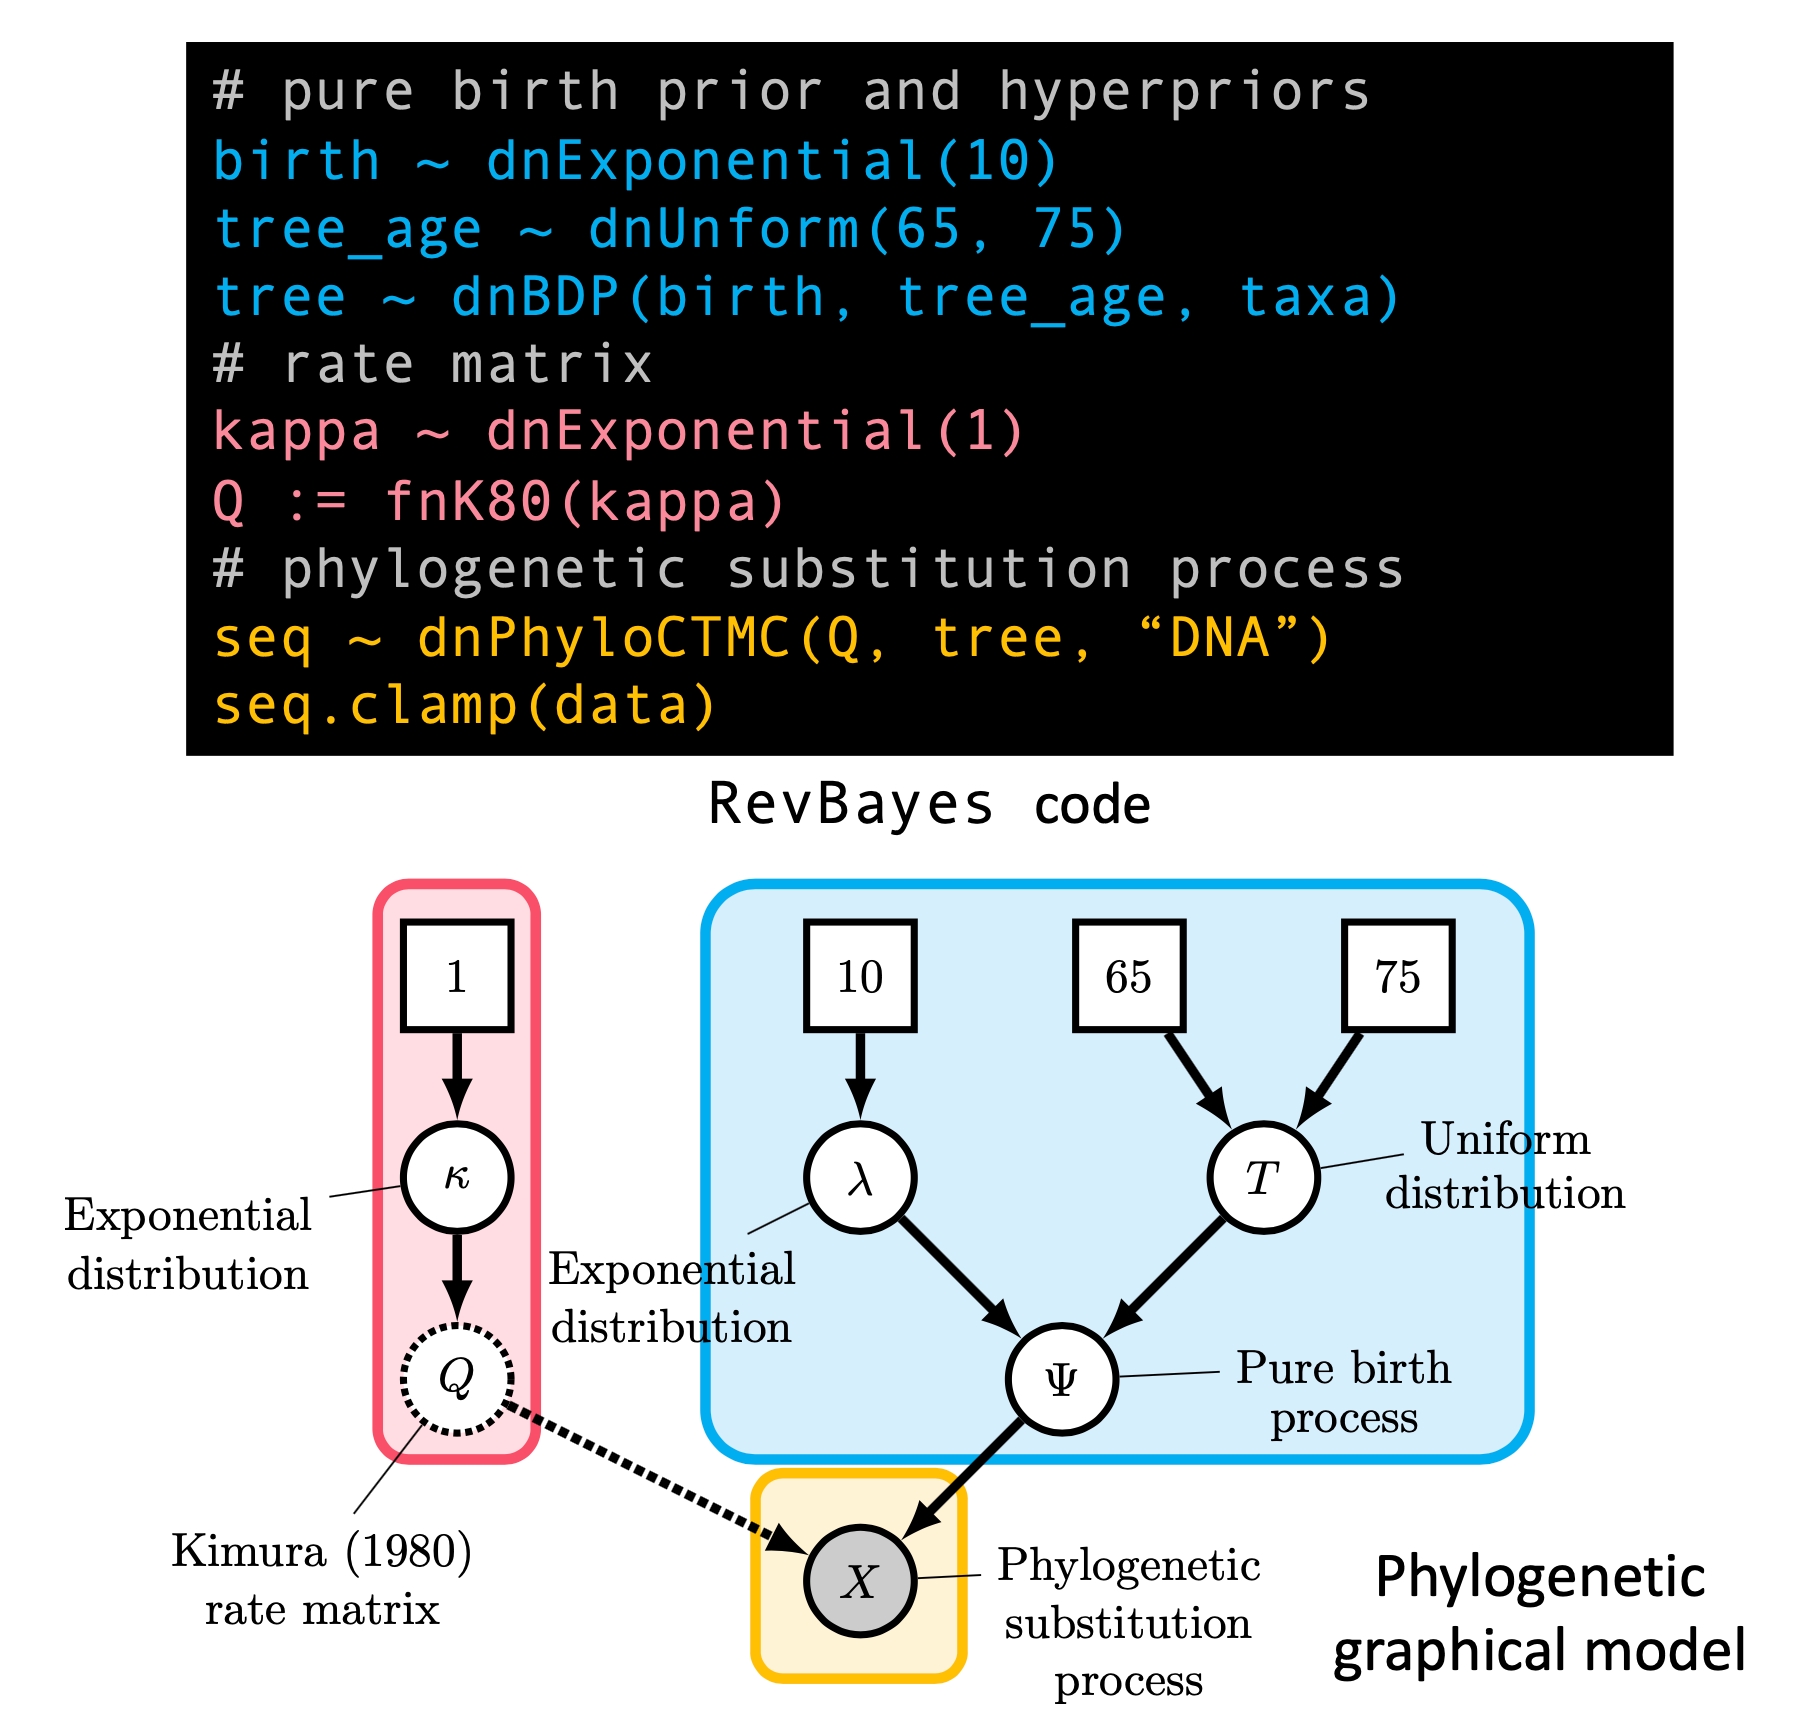 # pure birth prior and hyperpriors
birth ~ dnExponential(10)
tree_age ~ dnUnform(65, 75)
tree ~ dnBDP(birth, tree_age, taxa)
# rate matrix
kappa ~ dnExponential(1)
Q := fnK80(kappa)
# phylogenetic substitution process
seq ~ dnPhyloCTMC(Q, tree, “DNA”)
seq.clamp(data)
RevBayes code
1
10
65
75
κ
λ
T
Uniform
distribution
Exponential
distribution
Exponential
distribution
Q
Ψ
Pure birth
process
Kimura (1980)
rate matrix
X
Phylogenetic
substitution
process
Phylogenetic
graphical model